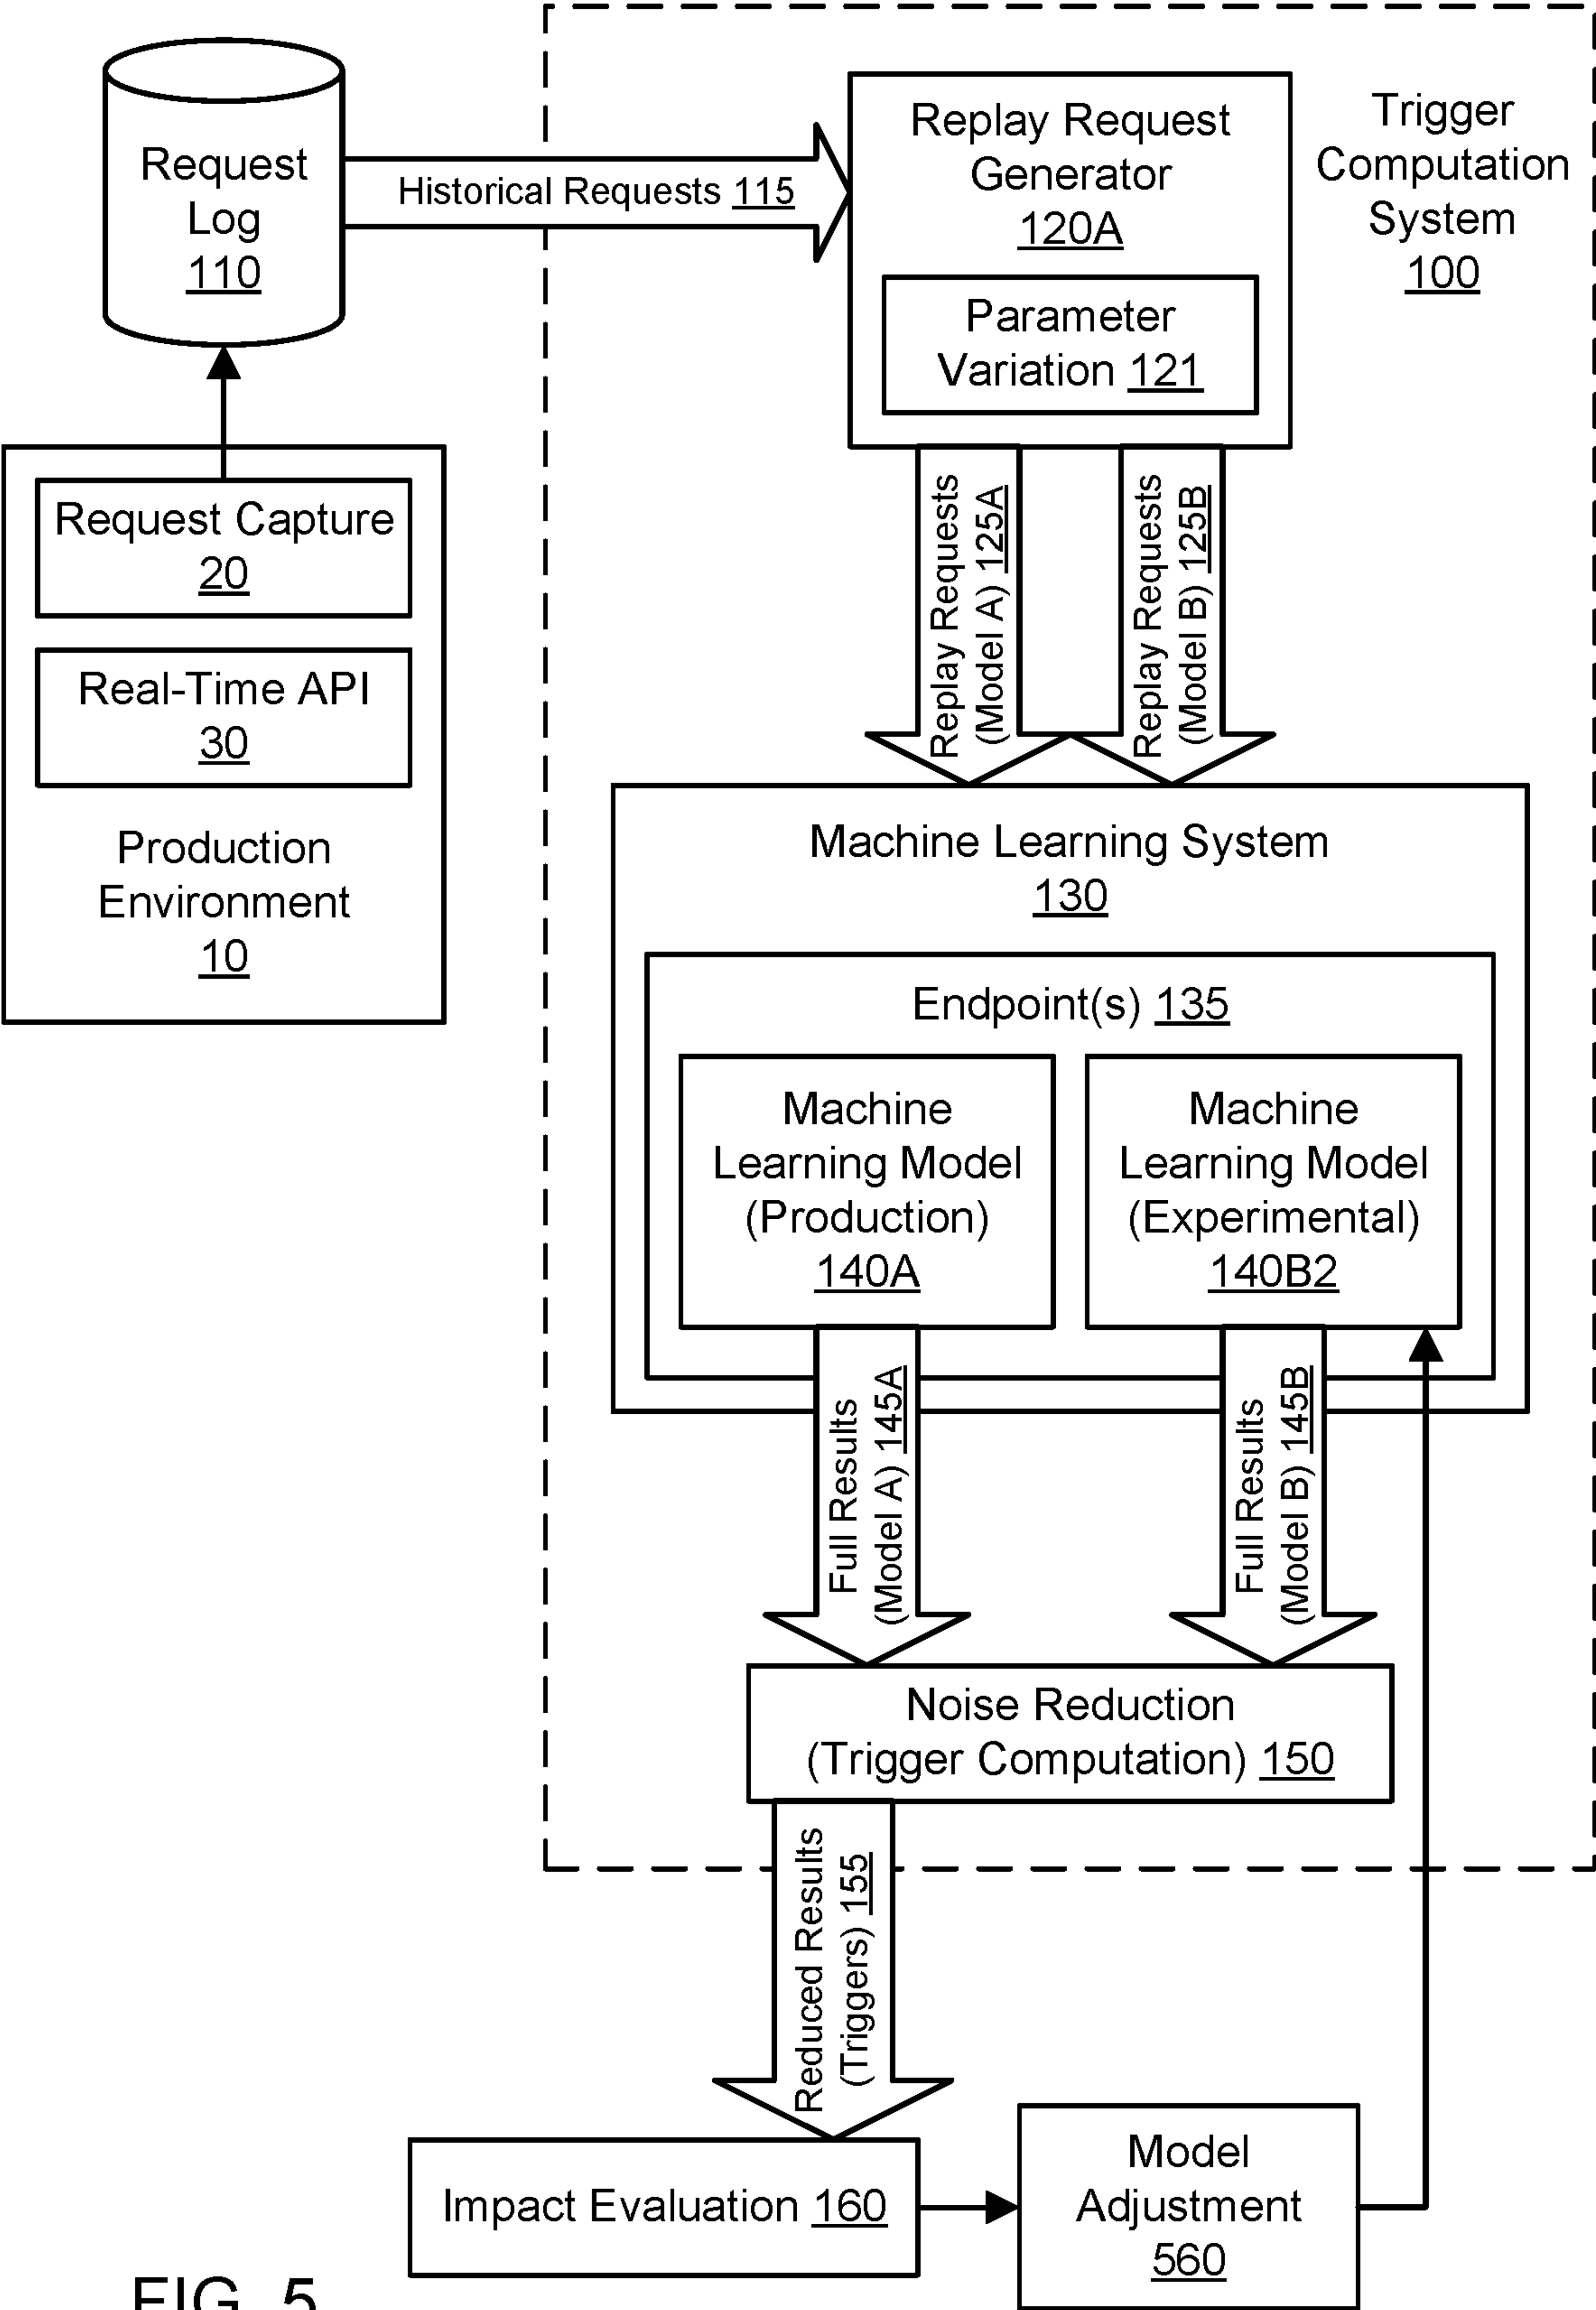 Request
Log
110
Historical Requests 115
Replay Request
Generator
120A
Parameter
Variation 121
Trigger
Computation
System
100
Request Capture
20
Real-Time API
30
Production
Environment
10
Replay Requests
(Model A) 125A
Replay Requests
(Model B) 125B
Machine Learning System
130
Endpoint(s) 135
Machine
Learning Model
(Production)
140A
Machine
Learning Model
(Experimental)
140B2
Full Results
(Model A) 145A
Full Results
(Model B) 145B
Noise Reduction
(Trigger Computation) 150
Reduced Results
(Triggers) 155
Impact Evaluation 160
Model
Adjustment
560
FIG. 5